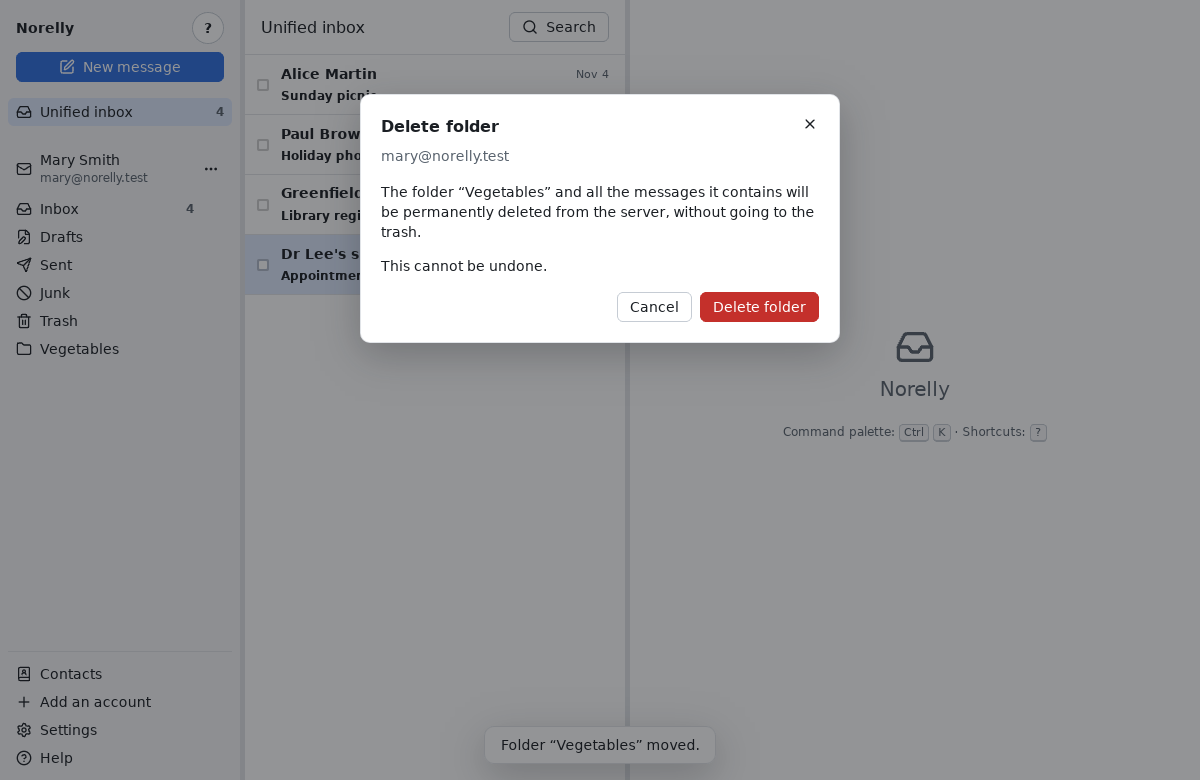 Norelly
?
New message
Unified inbox
4
Mary Smith
mary@norelly.test
Inbox
4
Drafts
Sent
Junk
Trash
Vegetables
Contacts
Add an account
Settings
Help
Unified inbox
Search
Alice Martin
Nov 4
Sunday picnic
Paul Brow
Holiday pho
Greenfield
Library regi
Dr Lee's s
Appointmen
Delete folder
mary@norelly.test
The folder “Vegetables” and all the messages it contains will
be permanently deleted from the server, without going to the
trash.
This cannot be undone.
Cancel
Delete folder
Norelly
Command palette: Ctrl K · Shortcuts: ?
Folder “Vegetables” moved.